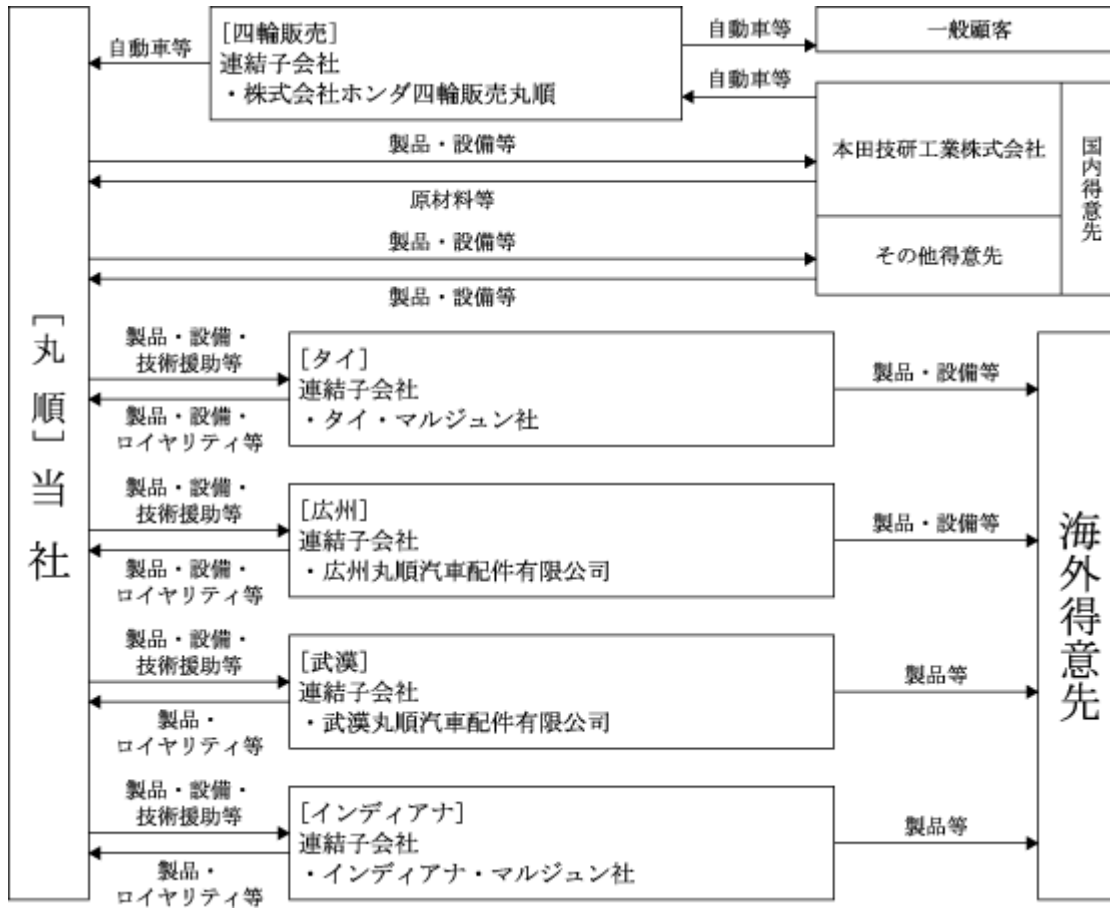 自動車等
[四輪販売]
連結子会社
・株式会社ホンダ四輪販売丸順
自動車等
一般顧客
自動車等
本田技研工業株式会社
国内得意先
製品・設備等
原材料等
製品・設備等
その他得意先
製品・設備等
[丸順]当社
製品・設備・
技術援助等
製品・設備・
ロイヤリティ等
[タイ]
連結子会社
・タイ・マルジュン社
製品・設備等
海外得意先
製品・設備・
技術援助等
製品・設備・
ロイヤリティ等
[広州]
連結子会社
・広州丸順汽車配件有限公司
製品・設備等
製品・設備・
技術援助等
製品・
ロイヤリティ等
[武漢]
連結子会社
・武漢丸順汽車配件有限公司
製品等
製品・設備・
技術援助等
製品・
ロイヤリティ等
[インディアナ]
連結子会社
・インディアナ・マルジュン社
製品等